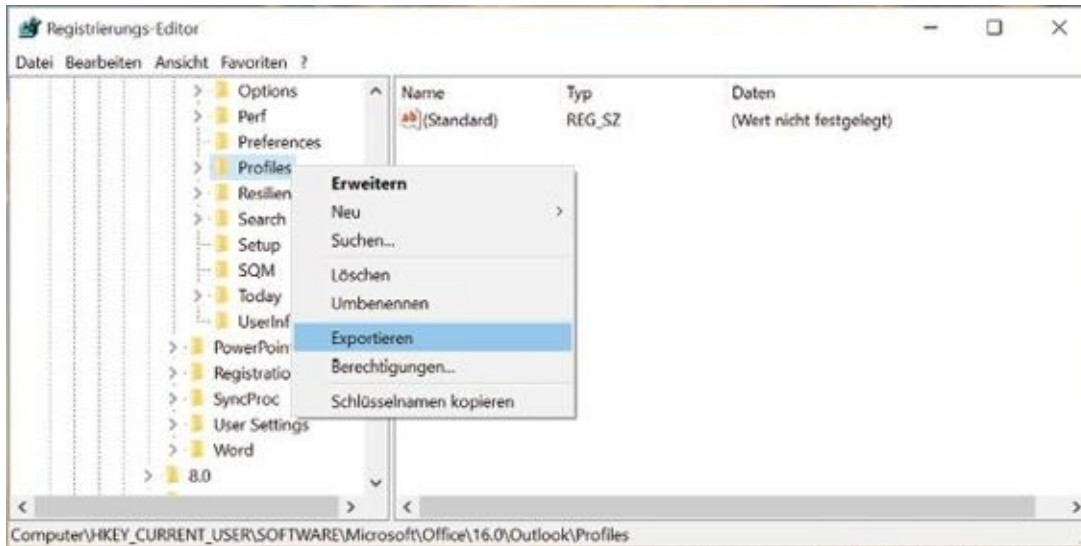 Registrierungs-Editor
Datei Bearbeiten Ansicht Favoriten ?
Options
Perf
Preferences
Profiles
Resilien
Search
Setup
SQM
Today
UserInf
PowerPoin
Registratio
SyncProc
User Settings
Word
8.0
Name Typ Daten
ab (Standard) REG_SZ (Wert nicht festgelegt)
Erweitern
Neu
Suchen...
Löschen
Umbenennen
Exportieren
Berechtigungen...
Schlüsselnamen kopieren
Computer\HKEY_CURRENT_USER\SOFTWARE\Microsoft\Office\16.0\Outlook\Profiles